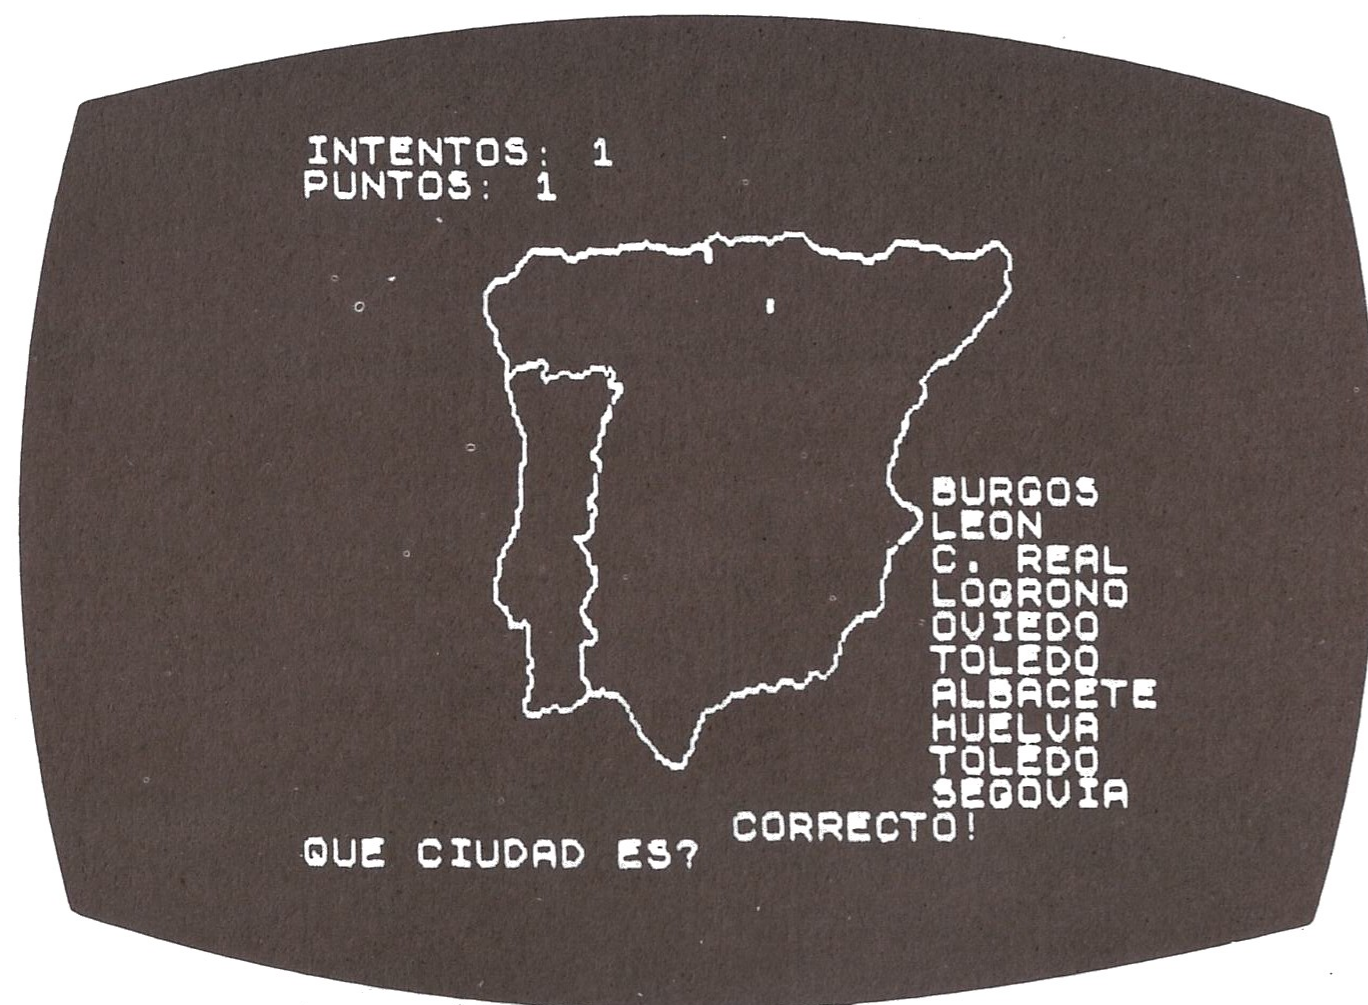 INTENTOS: 1
PUNTOS: 1
BURGOS
LEON
C. REAL
LOGRONO
OVIEDO
TOLEDO
ALBACETE
HUELVA
TOLEDO
SEGOVIA
CORRECTO!
QUE CIUDAD ES?